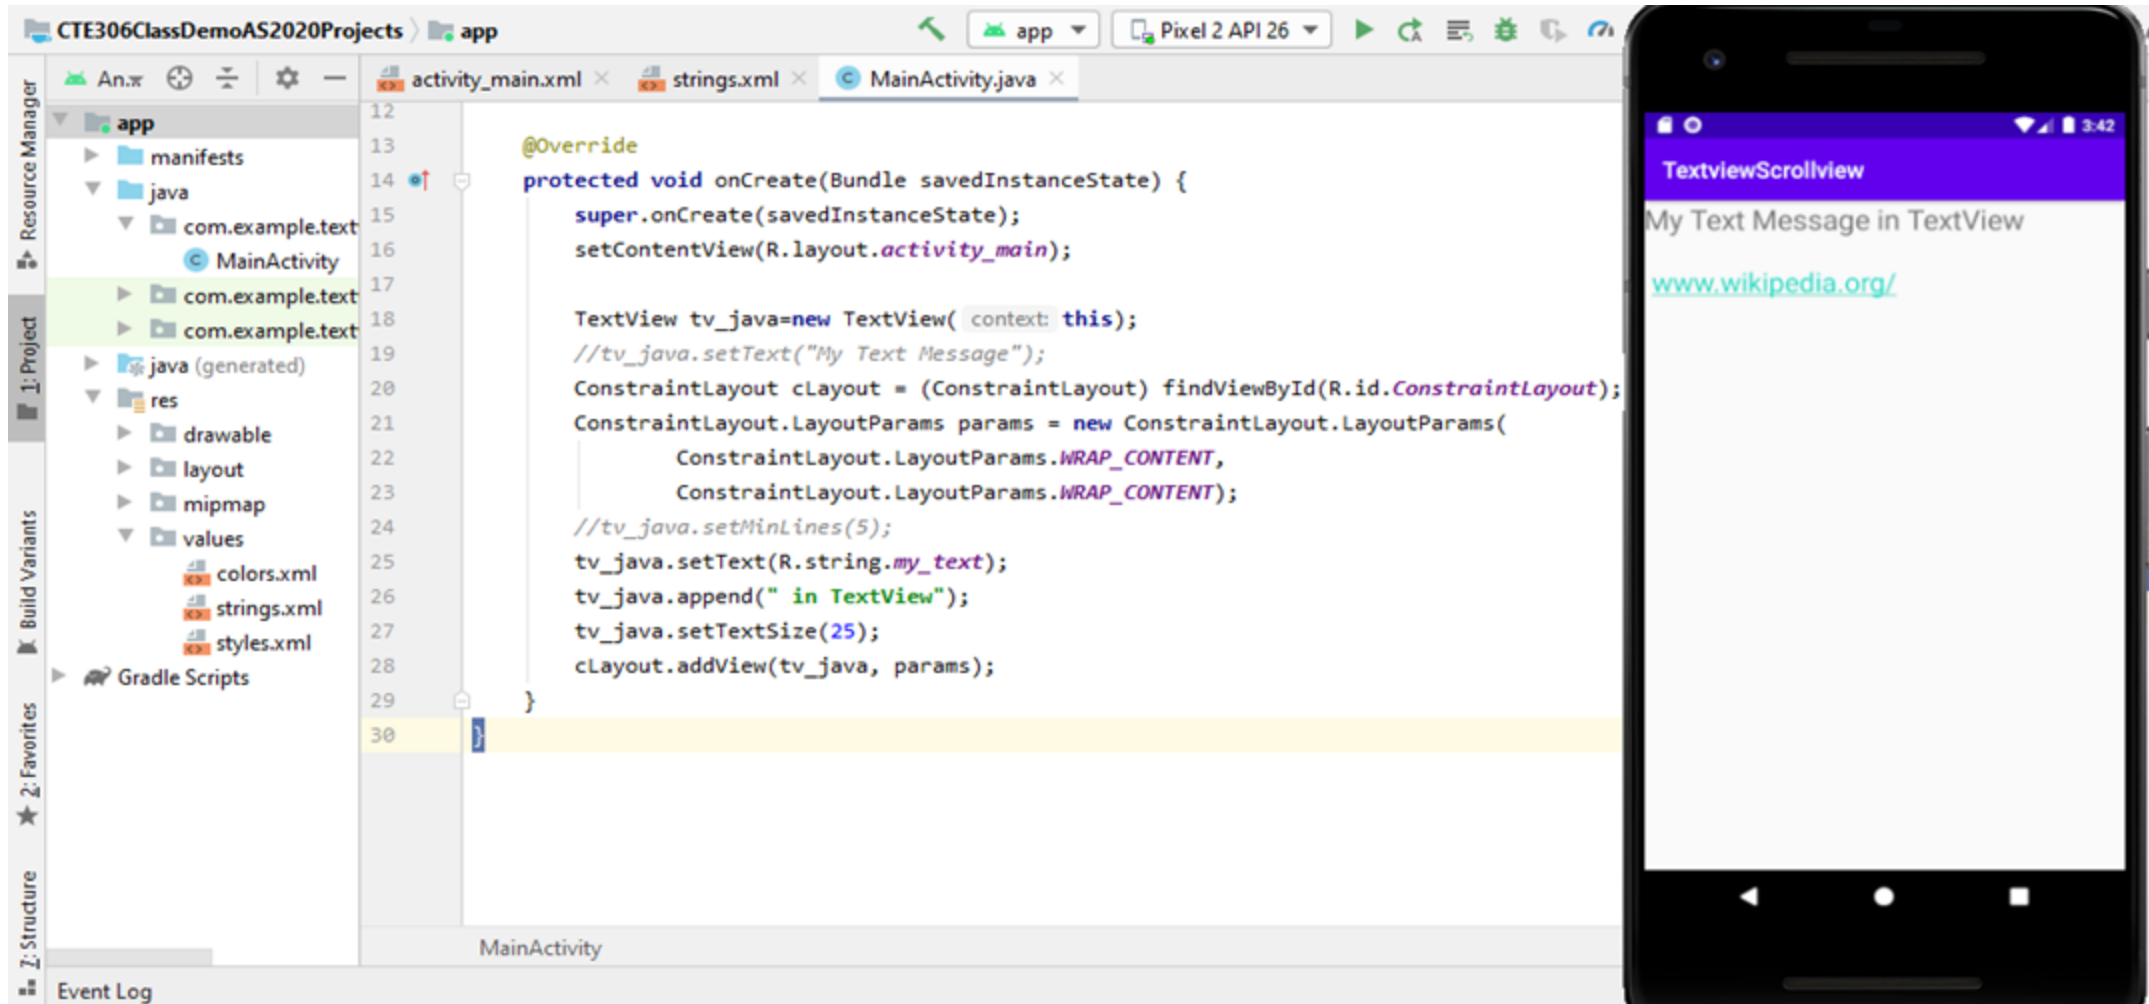 CTE306ClassDemoAS2020Projects app
app
Pixel 2 API 26
An.
activity_main.xml
strings.xml
MainActivity.java
Resource Manager
1: Project
Build Variants
2: Favorites
7: Structure
app
manifests
java
com.example.text
MainActivity
com.example.text
com.example.text
java (generated)
res
drawable
layout
mipmap
values
colors.xml
strings.xml
styles.xml
Gradle Scripts
12
13 @Override
14 protected void onCreate(Bundle savedInstanceState) {
15 super.onCreate(savedInstanceState);
16 setContentView(R.layout.activity_main);
17
18 TextView tv_java=new TextView( context: this);
19 //tv_java.setText("My Text Message");
20 ConstraintLayout cLayout = (ConstraintLayout) findViewById(R.id.ConstraintLayout);
21 ConstraintLayout.LayoutParams params = new ConstraintLayout.LayoutParams(
22 ConstraintLayout.LayoutParams.WRAP_CONTENT,
23 ConstraintLayout.LayoutParams.WRAP_CONTENT);
24 //tv_java.setMinLines(5);
25 tv_java.setText(R.string.my_text);
26 tv_java.append(" in TextView");
27 tv_java.setTextSize(25);
28 cLayout.addView(tv_java, params);
29 }
30 }
MainActivity
Event Log
3:42
TextviewScrollview
My Text Message in TextView
www.wikipedia.org/